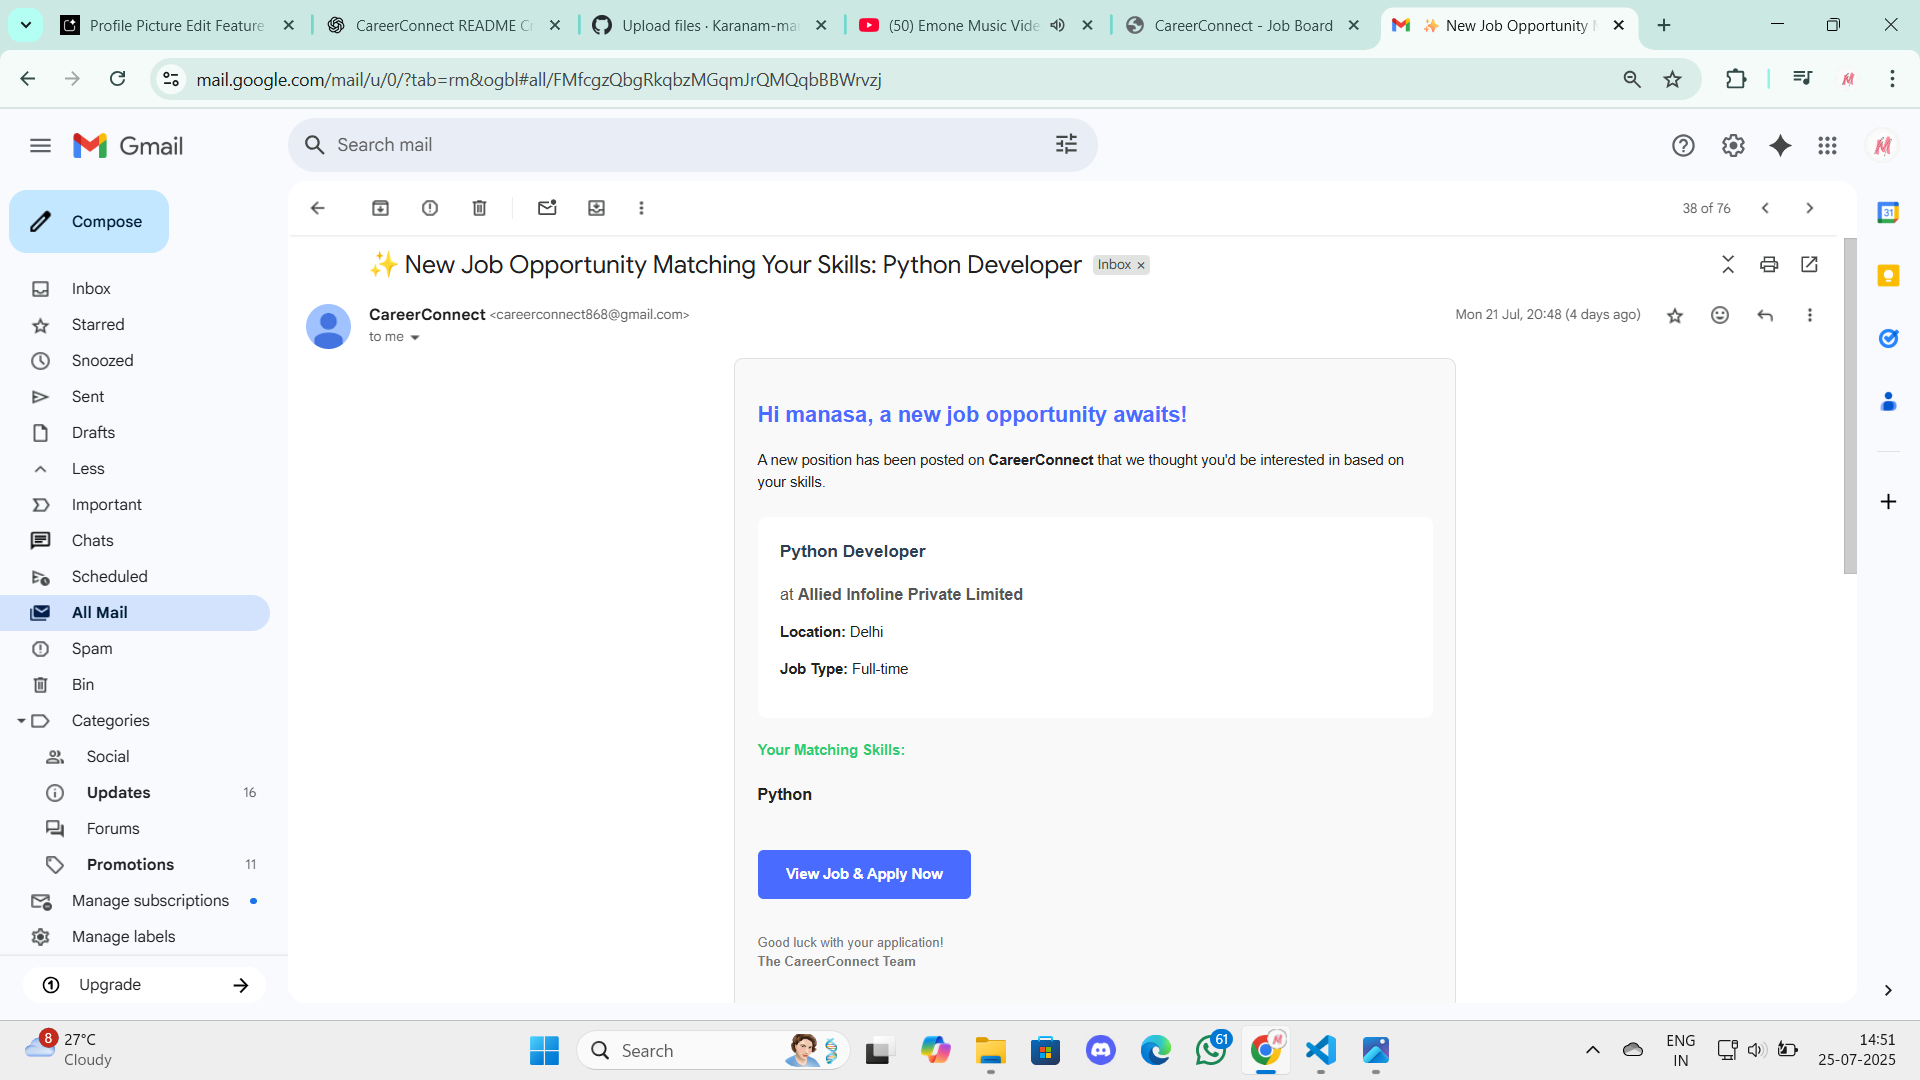 Profile Picture Edit Feature
CareerConnect README Cr
Upload files · Karanam-mar
(50) Emone Music Vide
CareerConnect - Job Board
✨ New Job Opportunity M
mail.google.com/mail/u/0/?tab=rm&ogbl#all/FMfcgzQbgRkqbzMGqmJrQMQqbBBWrvzj
Gmail
Search mail
Compose
38 of 76
✨ New Job Opportunity Matching Your Skills: Python Developer
Inbox ×
CareerConnect <careerconnect868@gmail.com>
Mon 21 Jul, 20:48 (4 days ago)
to me
Inbox
Starred
Snoozed
Sent
Drafts
Less
Important
Chats
Scheduled
All Mail
Spam
Bin
Categories
Social
Updates 16
Forums
Promotions 11
Manage subscriptions
Manage labels
Upgrade
Hi manasa, a new job opportunity awaits!
A new position has been posted on CareerConnect that we thought you'd be interested in based on
your skills.
Python Developer
at Allied Infoline Private Limited
Location: Delhi
Job Type: Full-time
Your Matching Skills:
Python
View Job & Apply Now
Good luck with your application!
The CareerConnect Team
31
8
27°C
Cloudy
Search
61
ENG
IN
14:51
25-07-2025